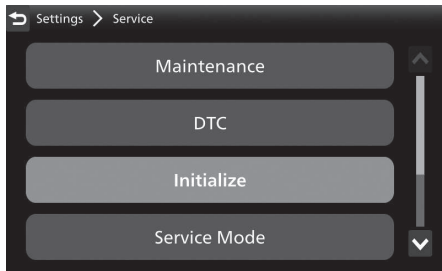 Settings > Service
Maintenance
DTC
Initialize
Service Mode